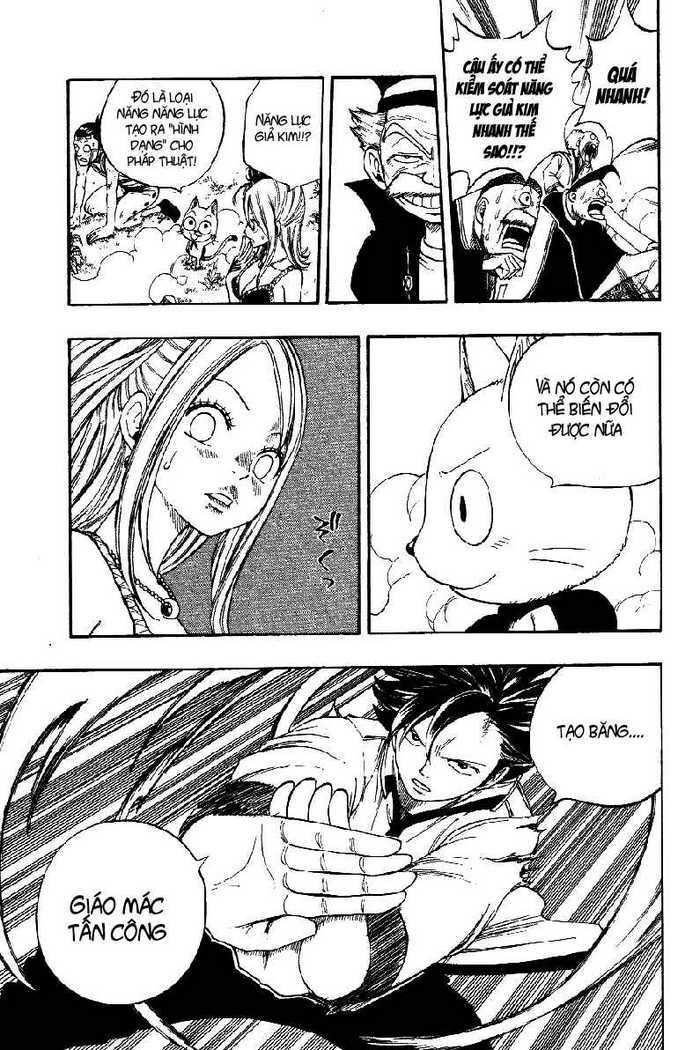 QUÁ
NHANH!
CẬU ẤY CÓ THỂ
KIỂM SOÁT NĂNG
LỰC GIẢ KIM
NHANH THẾ
SAO!!?
NĂNG LỰC
GIẢ KIM!!?
ĐÓ LÀ LOẠI
NĂNG NĂNG LỰC
TẠO RA "HÌNH
DẠNG" CHO
PHÁP THUẬT!
VÀ NÓ CÒN CÓ
THỂ BIẾN ĐỔI
ĐƯỢC NỮA
TẠO BĂNG....
GIÁO MÁC
TẤN CÔNG